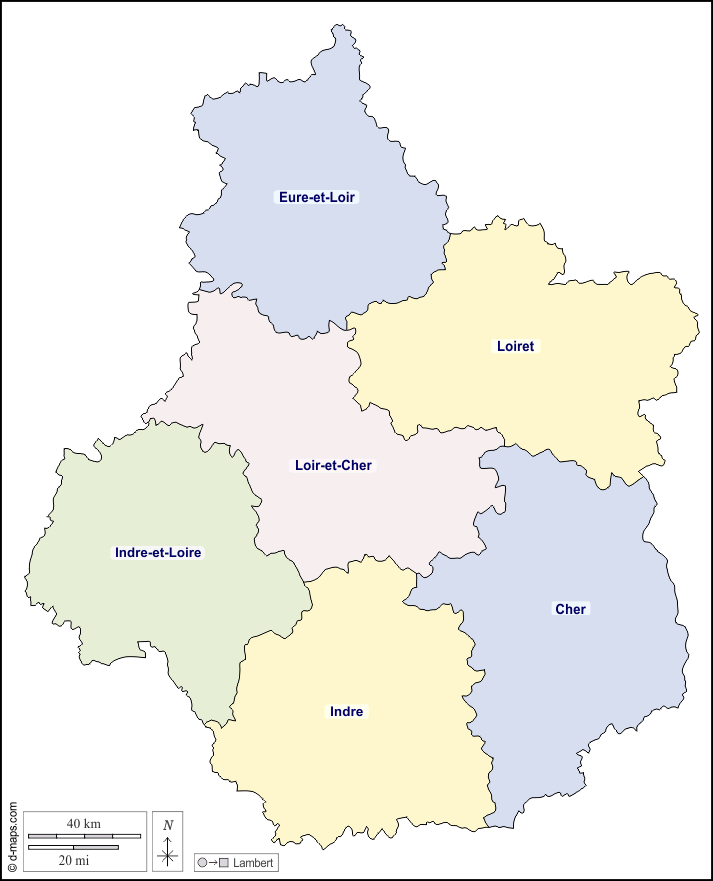 Eure-et-Loir
Loiret
Loir-et-Cher
Indre-et-Loire
Cher
Indre
© d-maps.com
40 km
20 mi
N
Lambert